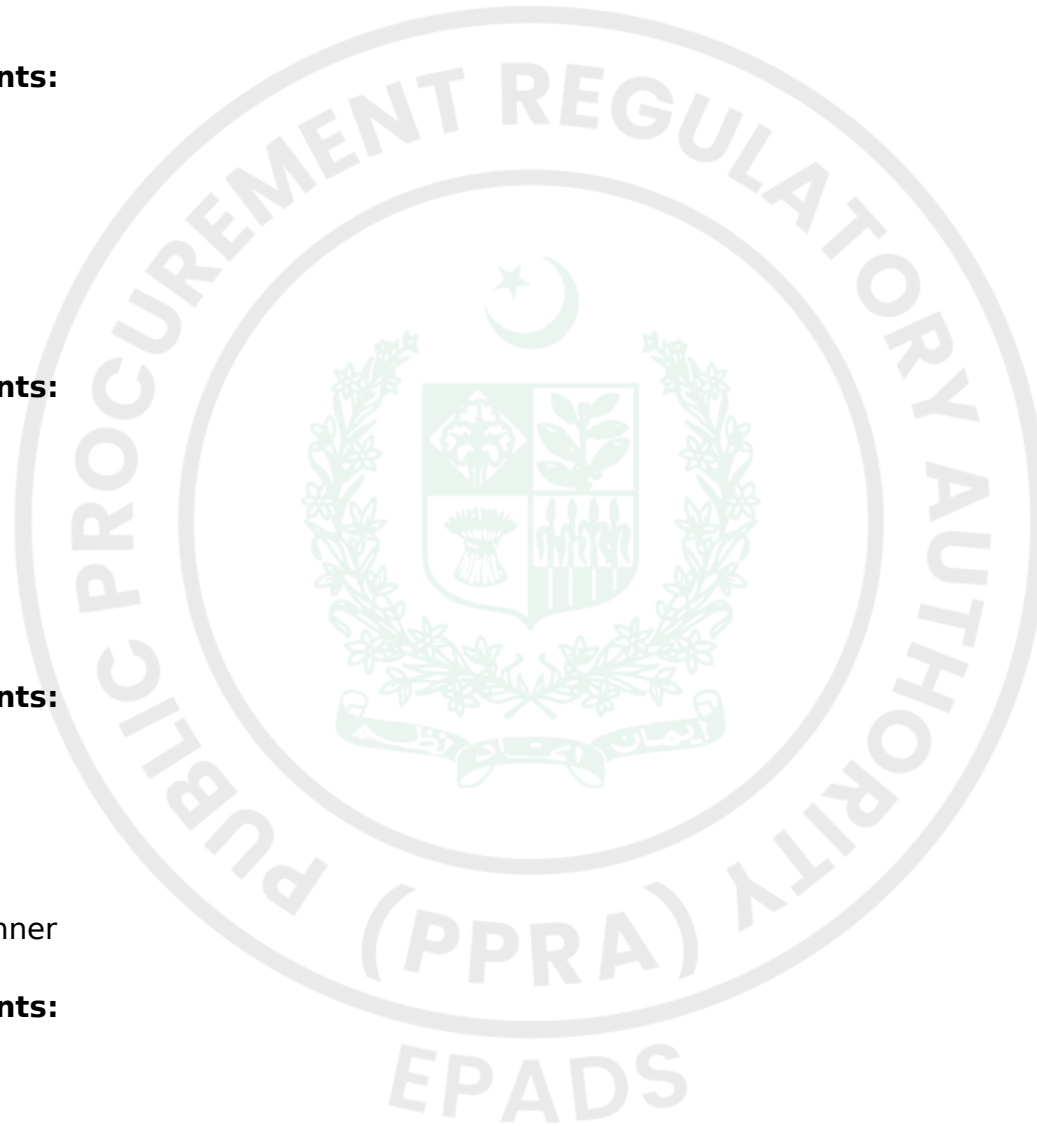 nts:
nts:
nts:
nner
nts:
PUBLIC PROCUREMENT REGULATORY AUTHORITY
(PPRA)
EPADS